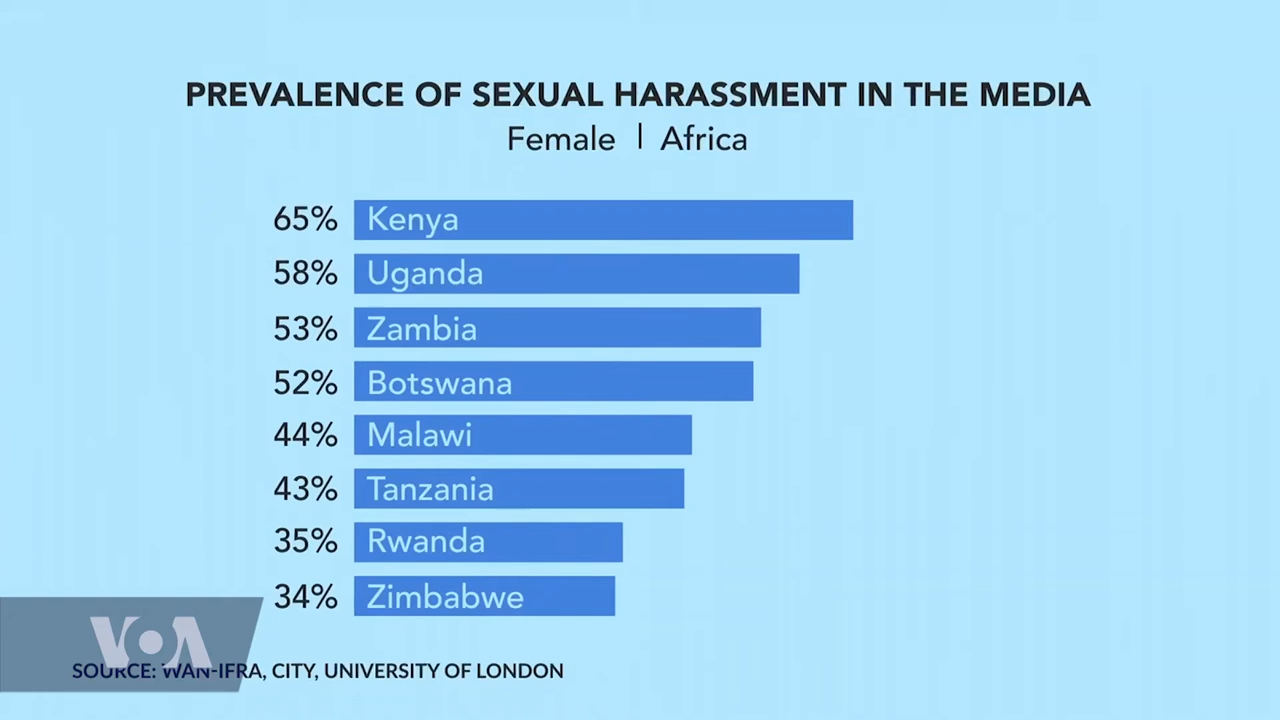 PREVALENCE OF SEXUAL HARASSMENT IN THE MEDIA
Female | Africa
65% Kenya
58% Uganda
53% Zambia
52% Botswana
44% Malawi
43% Tanzania
35% Rwanda
34% Zimbabwe
VOA
SOURCE: WAN-IFRA, CITY, UNIVERSITY OF LONDON